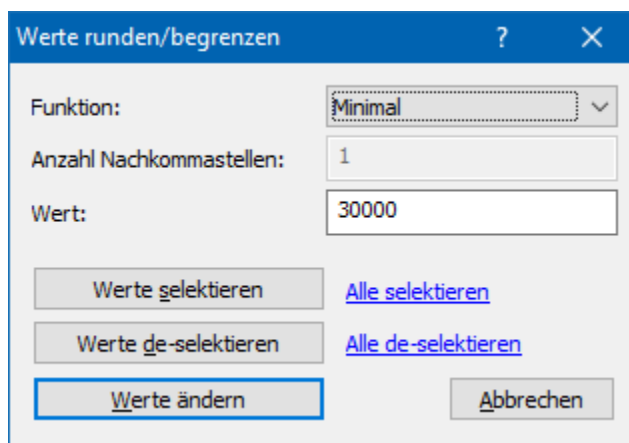 Werte runden/begrenzen ?
Funktion: Minimal
Anzahl Nachkommastellen: 1
Wert: 30000
Werte selektieren Alle selektieren
Werte de-selektieren Alle de-selektieren
Werte ändern Abbrechen